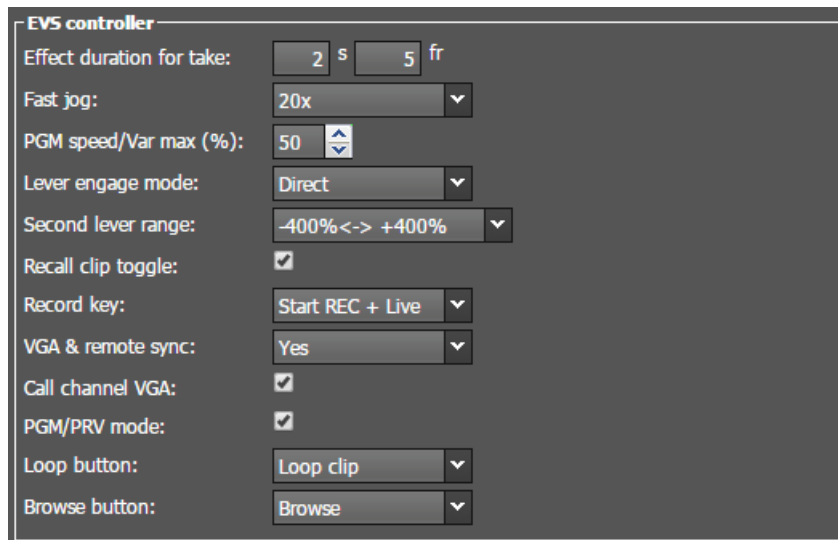 EVS controller
Effect duration for take: 2 s 5 fr
Fast jog: 20x
PGM speed/Var max (%): 50
Lever engage mode: Direct
Second lever range: -400%<-> +400%
Recall clip toggle:
Record key: Start REC + Live
VGA & remote sync: Yes
Call channel VGA:
PGM/PRV mode:
Loop button: Loop clip
Browse button: Browse